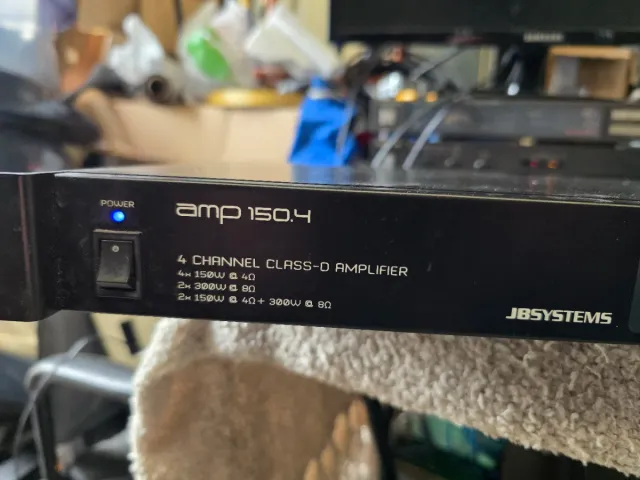 POWER
amp 150.4
4 CHANNEL CLASS-D AMPLIFIER
4x 150W @ 4Ω
2x 300W @ 8Ω
2x 150W @ 4Ω + 300W @ 8Ω
JBSYSTEMS